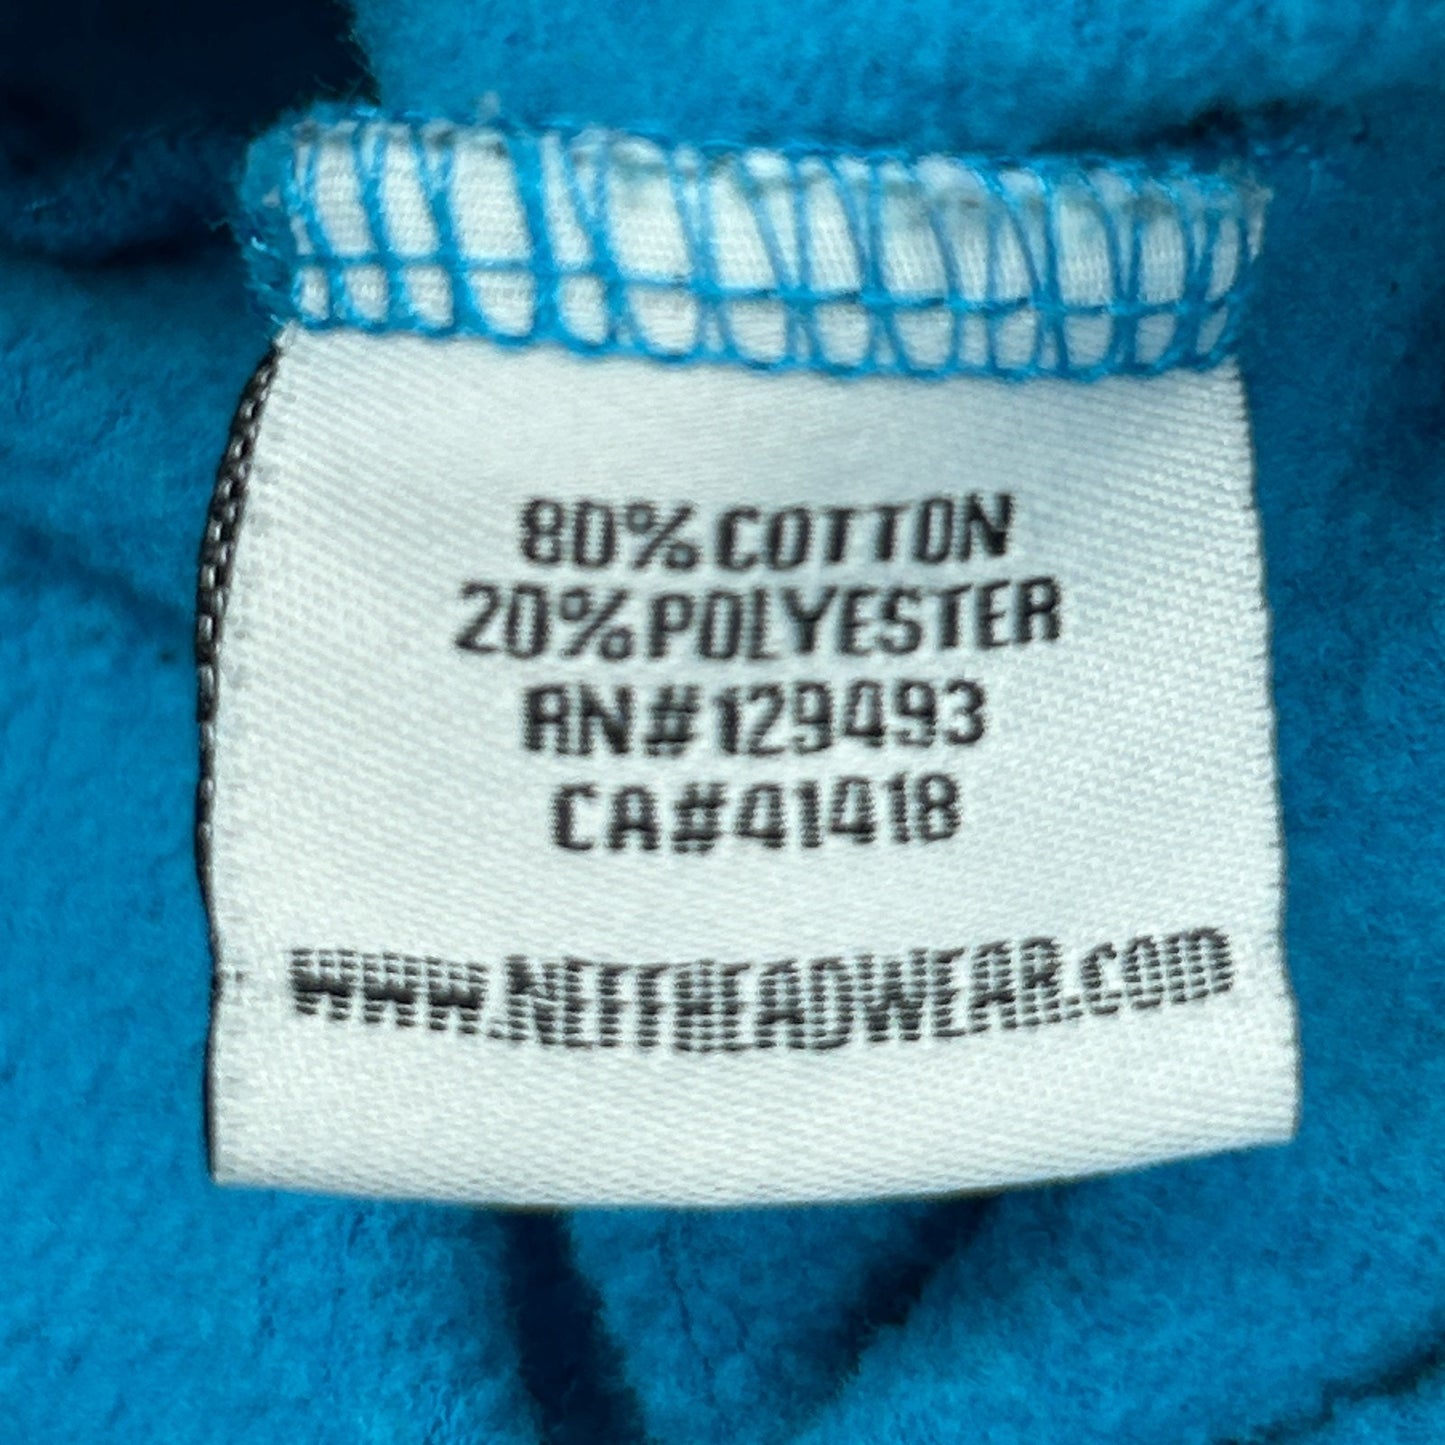 80% COTTON
20% POLYESTER
RN#129493
CA#41418
www.NEFFHEADWEAR.com